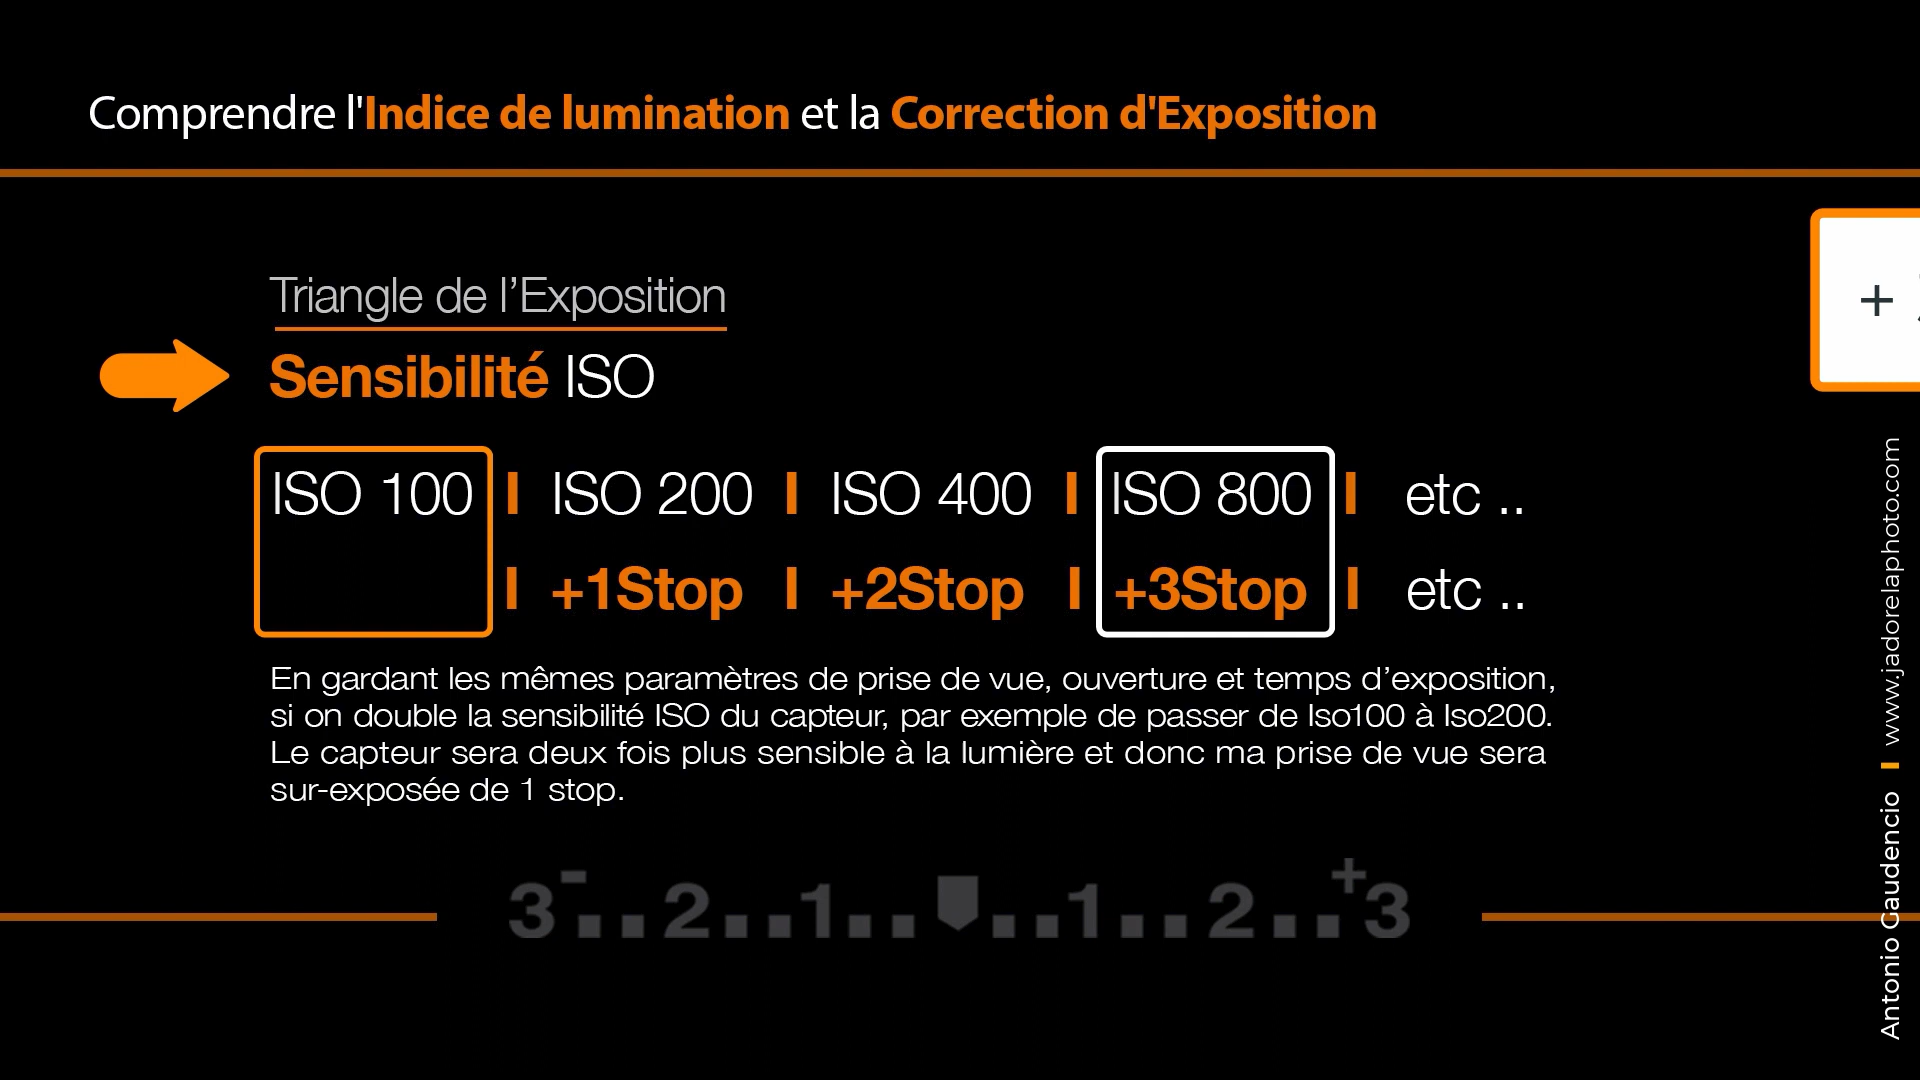 Comprendre l'Indice de lumination et la Correction d'Exposition
+
Triangle de l’Exposition
Sensibilité ISO
ISO 100 I ISO 200 I ISO 400 I ISO 800 I etc ..
I +1Stop I +2Stop I +3Stop I etc ..
En gardant les mêmes paramètres de prise de vue, ouverture et temps d’exposition,
si on double la sensibilité ISO du capteur, par exemple de passer de Iso100 à Iso200.
Le capteur sera deux fois plus sensible à la lumière et donc ma prise de vue sera
sur-exposée de 1 stop.
3-..2..1.. ..1..2..+3
Antonio Gaudencio I www.jadorelaphoto.com